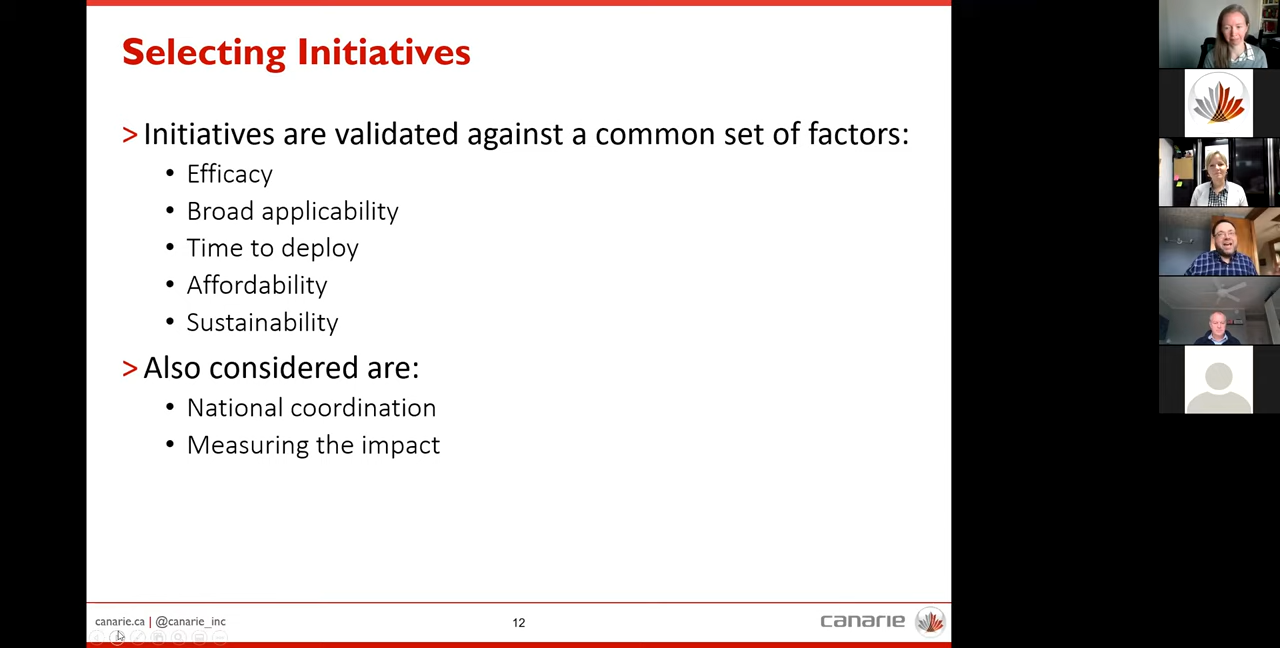 Selecting Initiatives
> Initiatives are validated against a common set of factors:
• Efficacy
• Broad applicability
• Time to deploy
• Affordability
• Sustainability
> Also considered are:
• National coordination
• Measuring the impact
canarie.ca | @canarie_inc
12
canarie